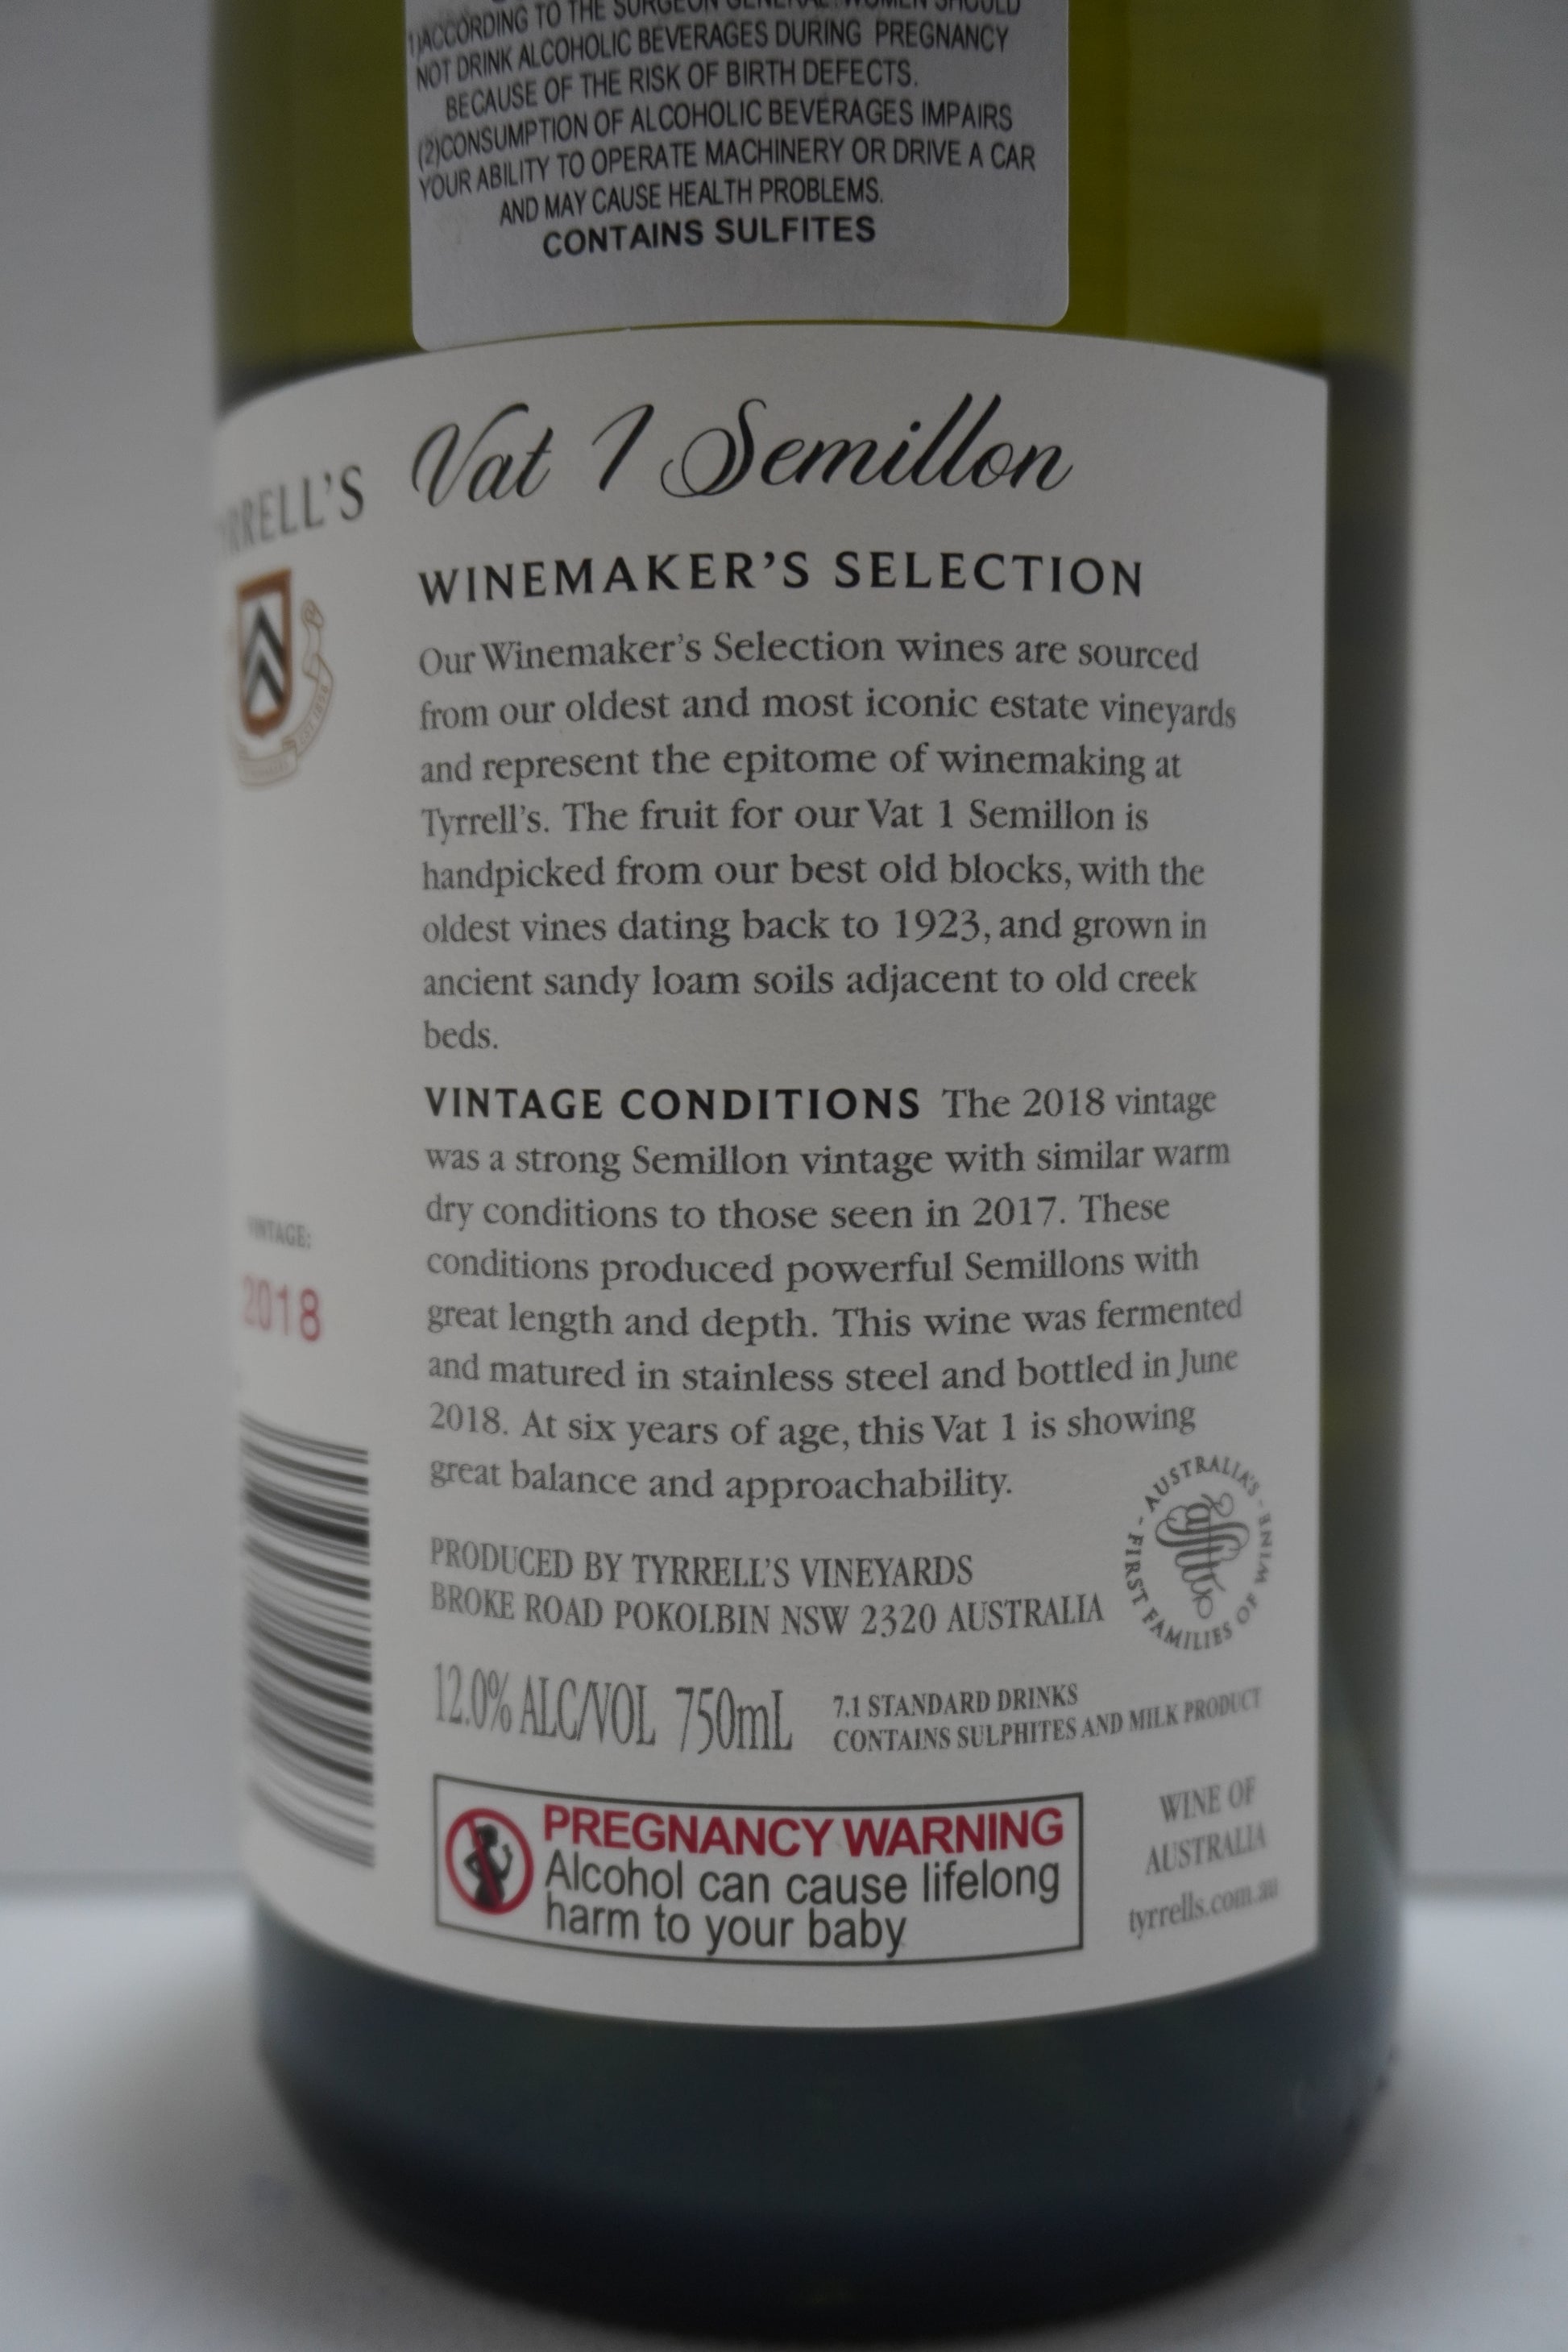 1)ACCORDING TO THE SURGEON GENERAL, WOMEN SHOULD
NOT DRINK ALCOHOLIC BEVERAGES DURING PREGNANCY
BECAUSE OF THE RISK OF BIRTH DEFECTS.
(2)CONSUMPTION OF ALCOHOLIC BEVERAGES IMPAIRS
YOUR ABILITY TO OPERATE MACHINERY OR DRIVE A CAR
AND MAY CAUSE HEALTH PROBLEMS.
CONTAINS SULFITES
TYRRELL'S
VINTAGE:
2018
Vat 1 Semillon
WINEMAKER'S SELECTION
Our Winemaker's Selection wines are sourced
from our oldest and most iconic estate vineyards
and represent the epitome of winemaking at
Tyrrell's. The fruit for our Vat 1 Semillon is
handpicked from our best old blocks, with the
oldest vines dating back to 1923, and grown in
ancient sandy loam soils adjacent to old creek
beds.
VINTAGE CONDITIONS The 2018 vintage
was a strong Semillon vintage with similar warm
dry conditions to those seen in 2017. These
conditions produced powerful Semillons with
great length and depth. This wine was fermented
and matured in stainless steel and bottled in June
2018. At six years of age, this Vat 1 is showing
great balance and approachability.
AUSTRALIA'S - FIRST FAMILIES OF WINE -
PRODUCED BY TYRRELL'S VINEYARDS
BROKE ROAD POKOLBIN NSW 2320 AUSTRALIA
12.0% ALC/VOL 750mL
7.1 STANDARD DRINKS
CONTAINS SULPHITES AND MILK PRODUCT
PREGNANCY WARNING
Alcohol can cause lifelong
harm to your baby
WINE OF
AUSTRALIA
tyrrells.com.au